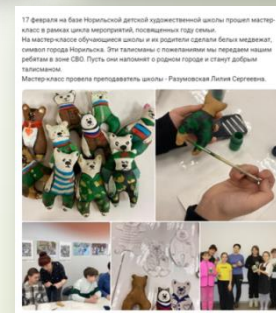 17 февраля на базе Норильской детской художественной школы прошел мастер-
класс в рамках цикла мероприятий, посвященных году семьи.
На мастер-классе обучающиеся школы и их родители сделали белых медвежат,
символ города Норильска. Эти талисманы с пожеланиями мы передаем нашим
ребятам в зоне СВО. Пусть они напомнят о родном городе и станут добрым
талисманом.
Мастер-класс провела преподаватель школы - Разумовская Лилия Сергеевна.